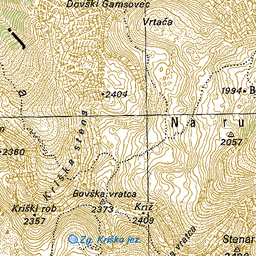 Dovški Gamsovec
Vrtača
a
2404
1994
N a r u
2057
Kriška stena
2380
Bovška vratca
Kriški rob
2373
Križ
2357
2409
Zg. Kriško jez.
vratca
Stenar